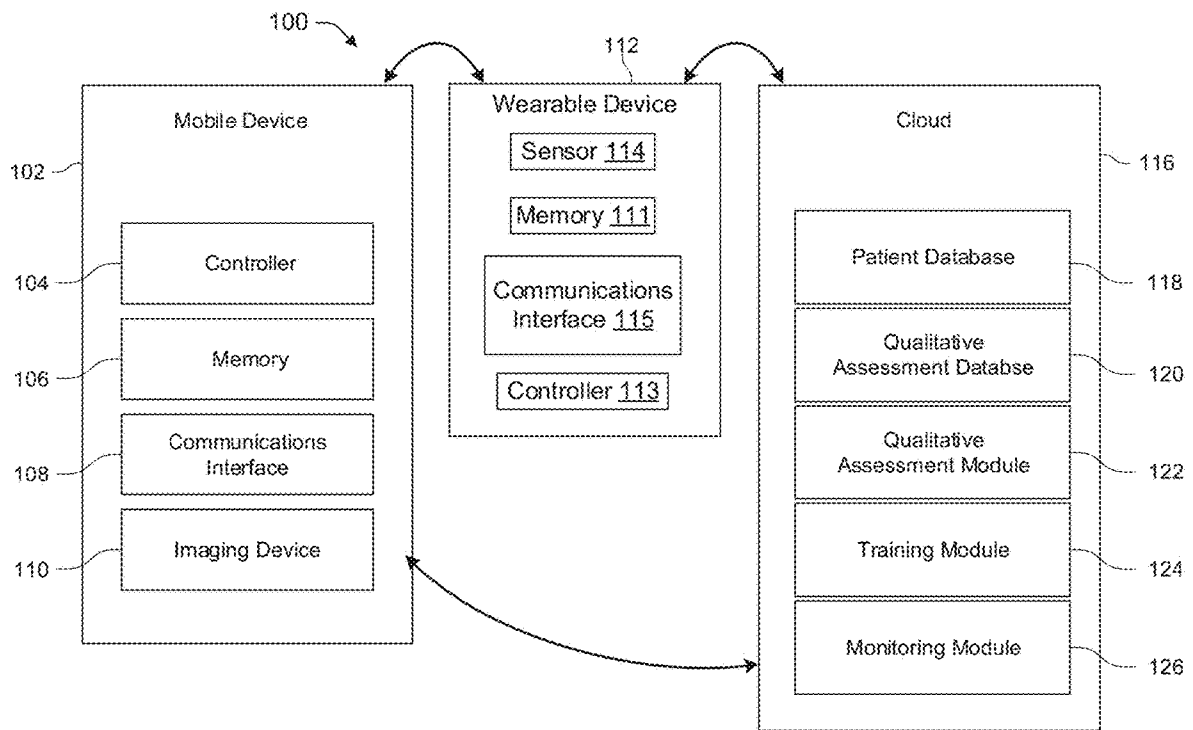 100
Mobile Device
102
Controller
104
Memory
106
Communications
Interface
108
Imaging Device
110
112
Wearable Device
Sensor 114
Memory 111
Communications
Interface 115
Controller 113
Cloud
116
Patient Database
118
Qualitative
Assessment Databse
120
Qualitative
Assessment Module
122
Training Module
124
Monitoring Module
126